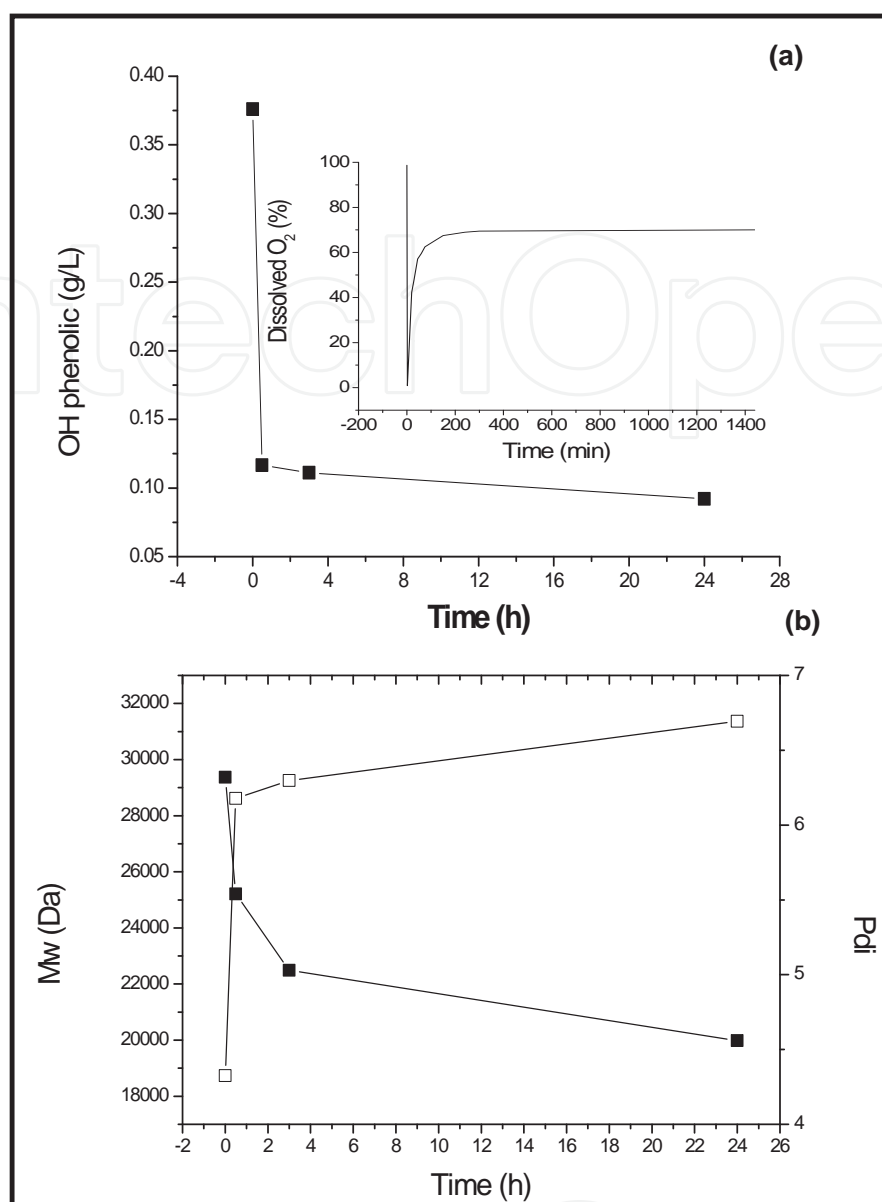 (a)
0.40
0.35
0.30
0.25
0.20
0.15
0.10
0.05
OH phenolic (g/L)
-4 0 4 8 12 16 20 24 28
Time (h)
100
80
60
40
20
0
Dissolved O2 (%)
-200 0 200 400 600 800 1000 1200 1400
Time (min)
(b)
32000
30000
28000
26000
24000
22000
20000
18000
Mw (Da)
7
6
5
4
Pdi
-2 0 2 4 6 8 10 12 14 16 18 20 22 24 26
Time (h)
ntechOpe